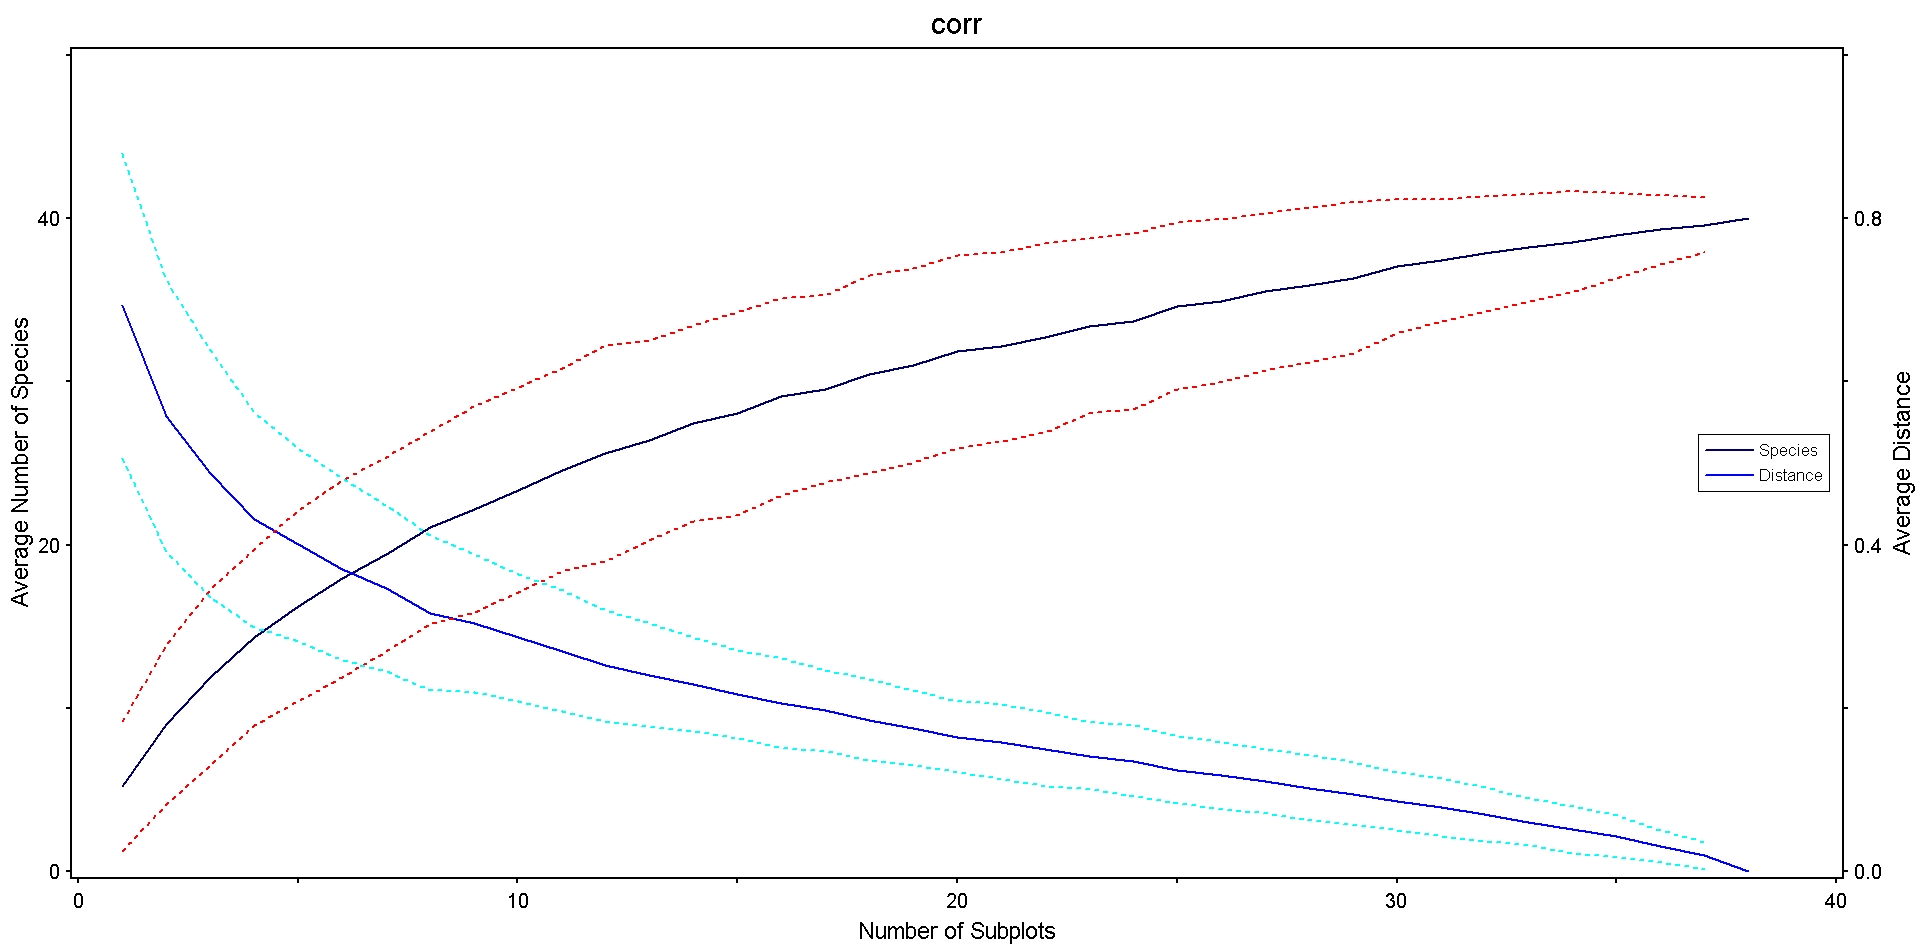 corr
Average Number of Species
40
20
0
0.8
0.4
0.0
Average Distance
Species
Distance
0
10
20
30
40
Number of Subplots